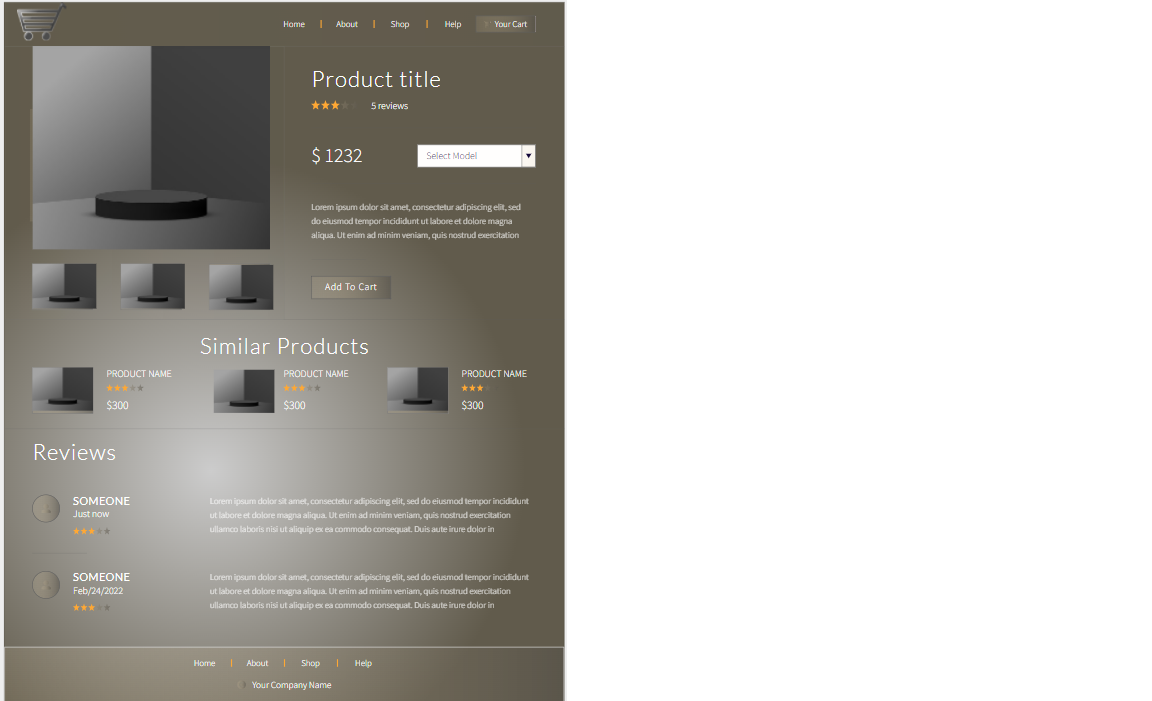 Home | About | Shop | Help Your Cart
Product title
5 reviews
$ 1232 Select Model
Lorem ipsum dolor sit amet, consectetur adipiscing elit, sed
do eiusmod tempor incididunt ut labore et dolore magna
aliqua. Ut enim ad minim veniam, quis nostrud exercitation
Add To Cart
Similar Products
PRODUCT NAME PRODUCT NAME PRODUCT NAME
$300 $300 $300
Reviews
SOMEONE
Just now
Lorem ipsum dolor sit amet, consectetur adipiscing elit, sed do eiusmod tempor incididunt
ut labore et dolore magna aliqua. Ut enim ad minim veniam, quis nostrud exercitation
ullamco laboris nisi ut aliquip ex ea commodo consequat. Duis aute irure dolor in
SOMEONE
Feb/24/2022
Lorem ipsum dolor sit amet, consectetur adipiscing elit, sed do eiusmod tempor incididunt
ut labore et dolore magna aliqua. Ut enim ad minim veniam, quis nostrud exercitation
ullamco laboris nisi ut aliquip ex ea commodo consequat. Duis aute irure dolor in
Home | About | Shop | Help
Your Company Name